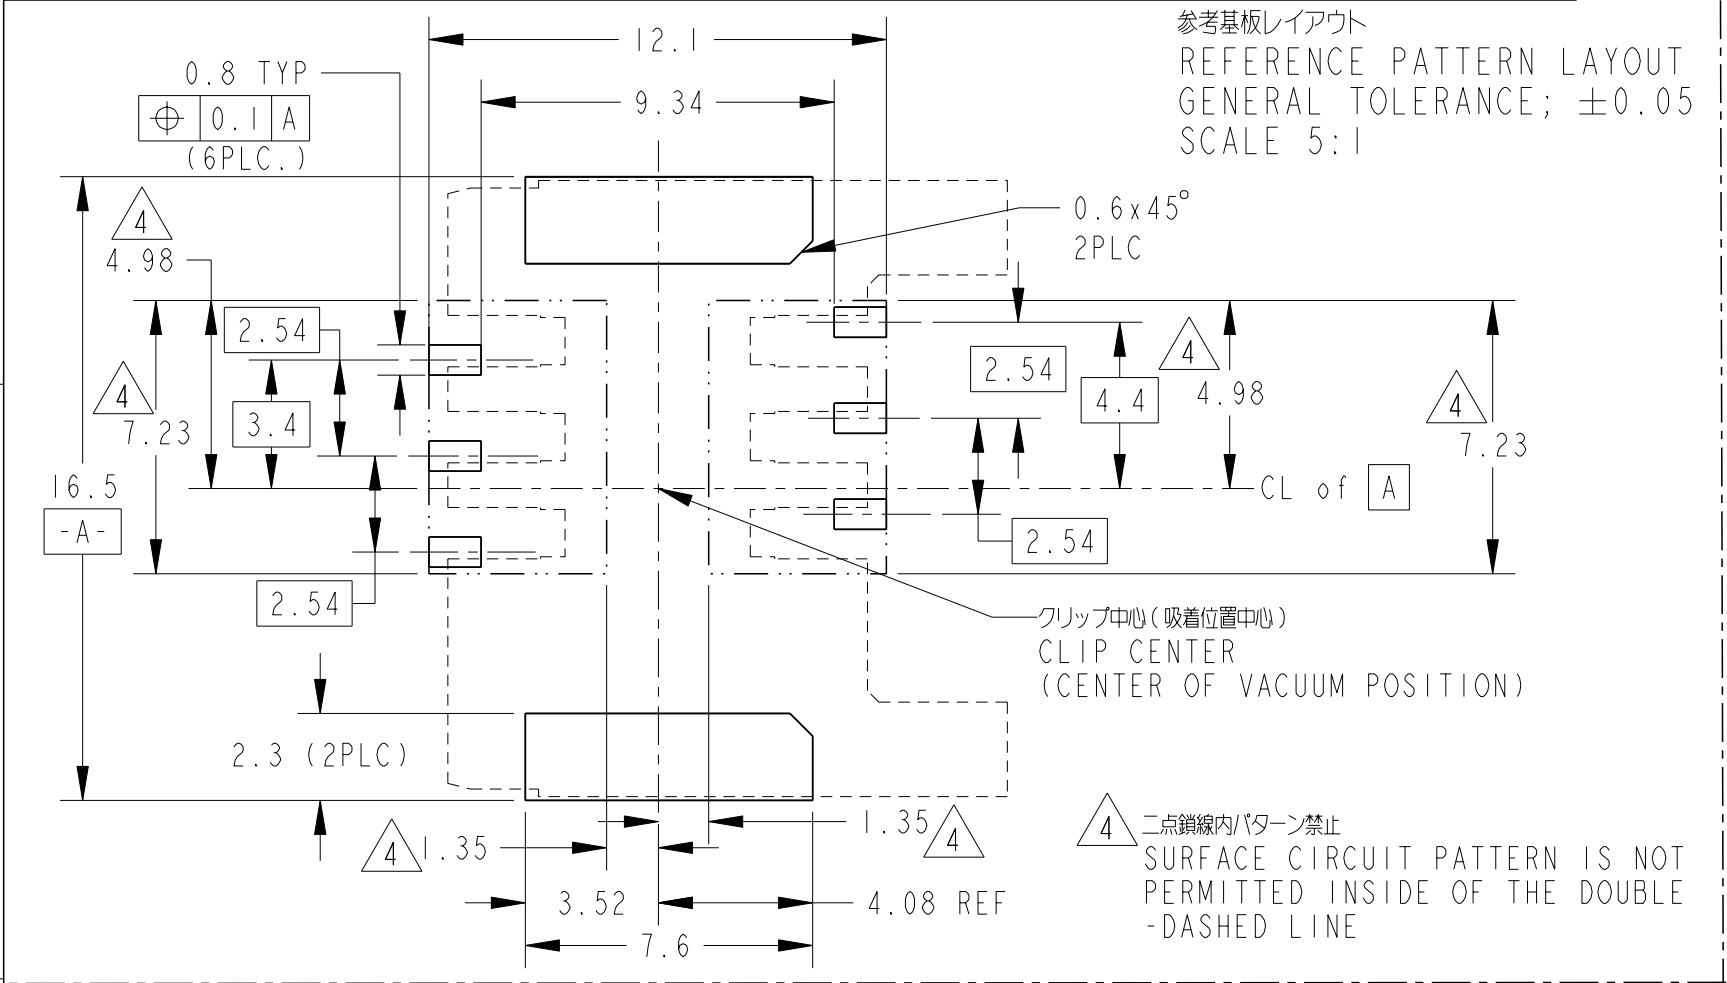 参考基板レイアウト
REFERENCE PATTERN LAYOUT
GENERAL TOLERANCE; ±0.05
SCALE 5:1
12.1
0.8 TYP
9.34
⌖ 0.1 A
(6PLC.)
4
4.98
0.6x45°
2PLC
2.54
4
7.23
3.4
2.54
4.4
4
4.98
4
7.23
16.5
-A-
CL of A
2.54
2.54
クリップ中心(吸着位置中心)
CLIP CENTER
(CENTER OF VACUUM POSITION)
2.3 (2PLC)
4
1.35
1.35
4
3.52
4.08 REF
7.6
4
二点鎖線内パターン禁止
SURFACE CIRCUIT PATTERN IS NOT
PERMITTED INSIDE OF THE DOUBLE
-DASHED LINE